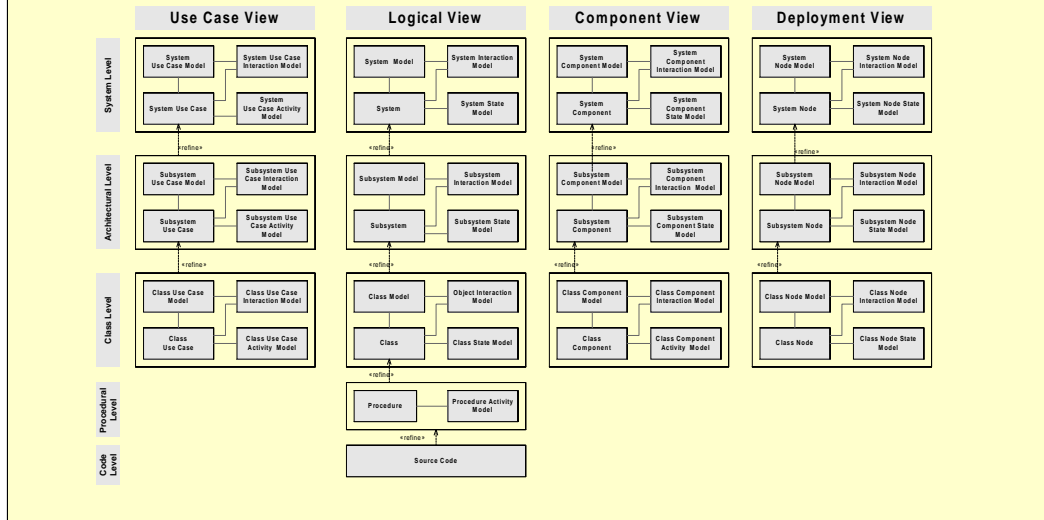 Use Case View
Logical View
Component View
Deployment View
System Level
System
Use Case Model
System Use Case
Interaction Model
System Use Case
System
Use Case Activity
Model
System Model
System Interaction
Model
System
System State
Model
System
Component Model
System
Component
Interaction Model
System
Component
System
Component
State Model
System
Node Model
System Node
Interaction Model
System Node
System Node State
Model
«refine»
«refine»
«refine»
«refine»
Architectural Level
Subsystem
Use Case Model
Subsystem Use
Case Interaction
Model
Subsystem
Use Case
Subsystem Use
Case Activity
Model
Subsystem Model
Subsystem
Interaction Model
Subsystem
Subsystem State
Model
Subsystem
Component Model
Subsystem
Component
Interaction Model
Subsystem
Component
Subsystem
Component State
Model
Subsystem
Node Model
Subsystem Node
Interaction Model
Subsystem Node
Subsystem Node
State Model
«refine»
«refine»
«refine»
«refine»
Class Level
Class Use Case
Model
Class Use Case
Interaction Model
Class
Use Case
Class Use Case
Activity Model
Class Model
Object Interaction
Model
Class
Class State Model
Class Component
Model
Class Component
Interaction Model
Class
Component
Class Component
Activity Model
Class Node Model
Class Node
Interaction Model
Class Node
Class Node State
Model
«refine»
Procedural
Level
Procedure
Procedure Activity
Model
«refine»
Code
Level
Source Code